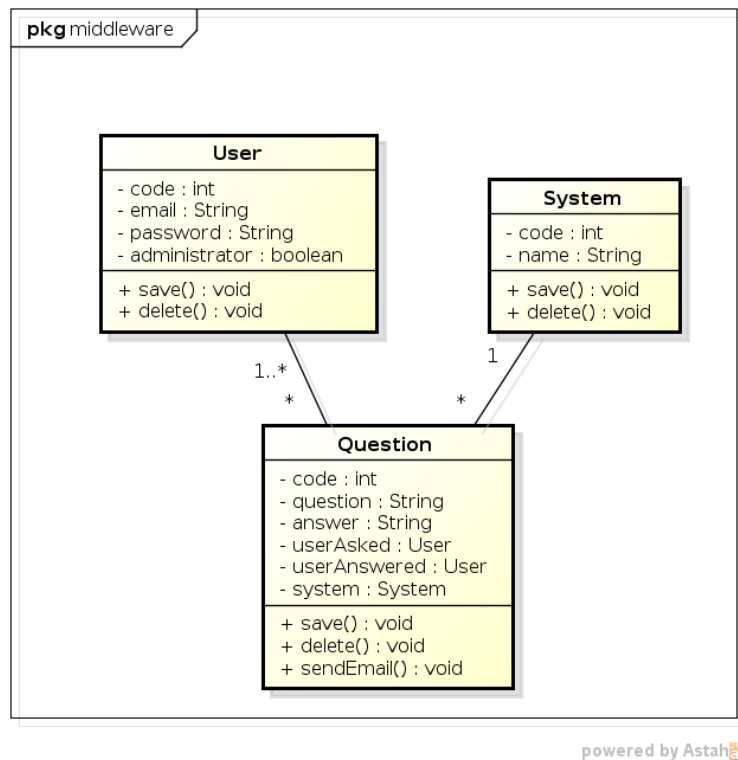 pkg middleware
User
- code : int
- email : String
- password : String
- administrator : boolean
+ save() : void
+ delete() : void
System
- code : int
- name : String
+ save() : void
+ delete() : void
1..*
*
1
*
Question
- code : int
- question : String
- answer : String
- userAsked : User
- userAnswered : User
- system : System
+ save() : void
+ delete() : void
+ sendEmail() : void
powered by Astah